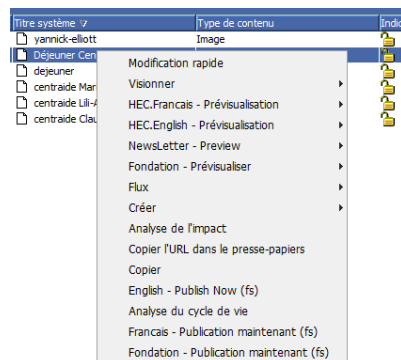 Titre système Type de contenu Indic
yannick-elliott Image
Déjeuner Cen
dejeuner
centraide Mar
centraide Lili-A
centraide Clau
Modification rapide
Visionner
HEC.Francais - Prévisualisation
HEC.English - Prévisualisation
NewsLetter - Preview
Fondation - Prévisualiser
Flux
Créer
Analyse de l'impact
Copier l'URL dans le presse-papiers
Copier
English - Publish Now (fs)
Analyse du cycle de vie
Francais - Publication maintenant (fs)
Fondation - Publication maintenant (fs)